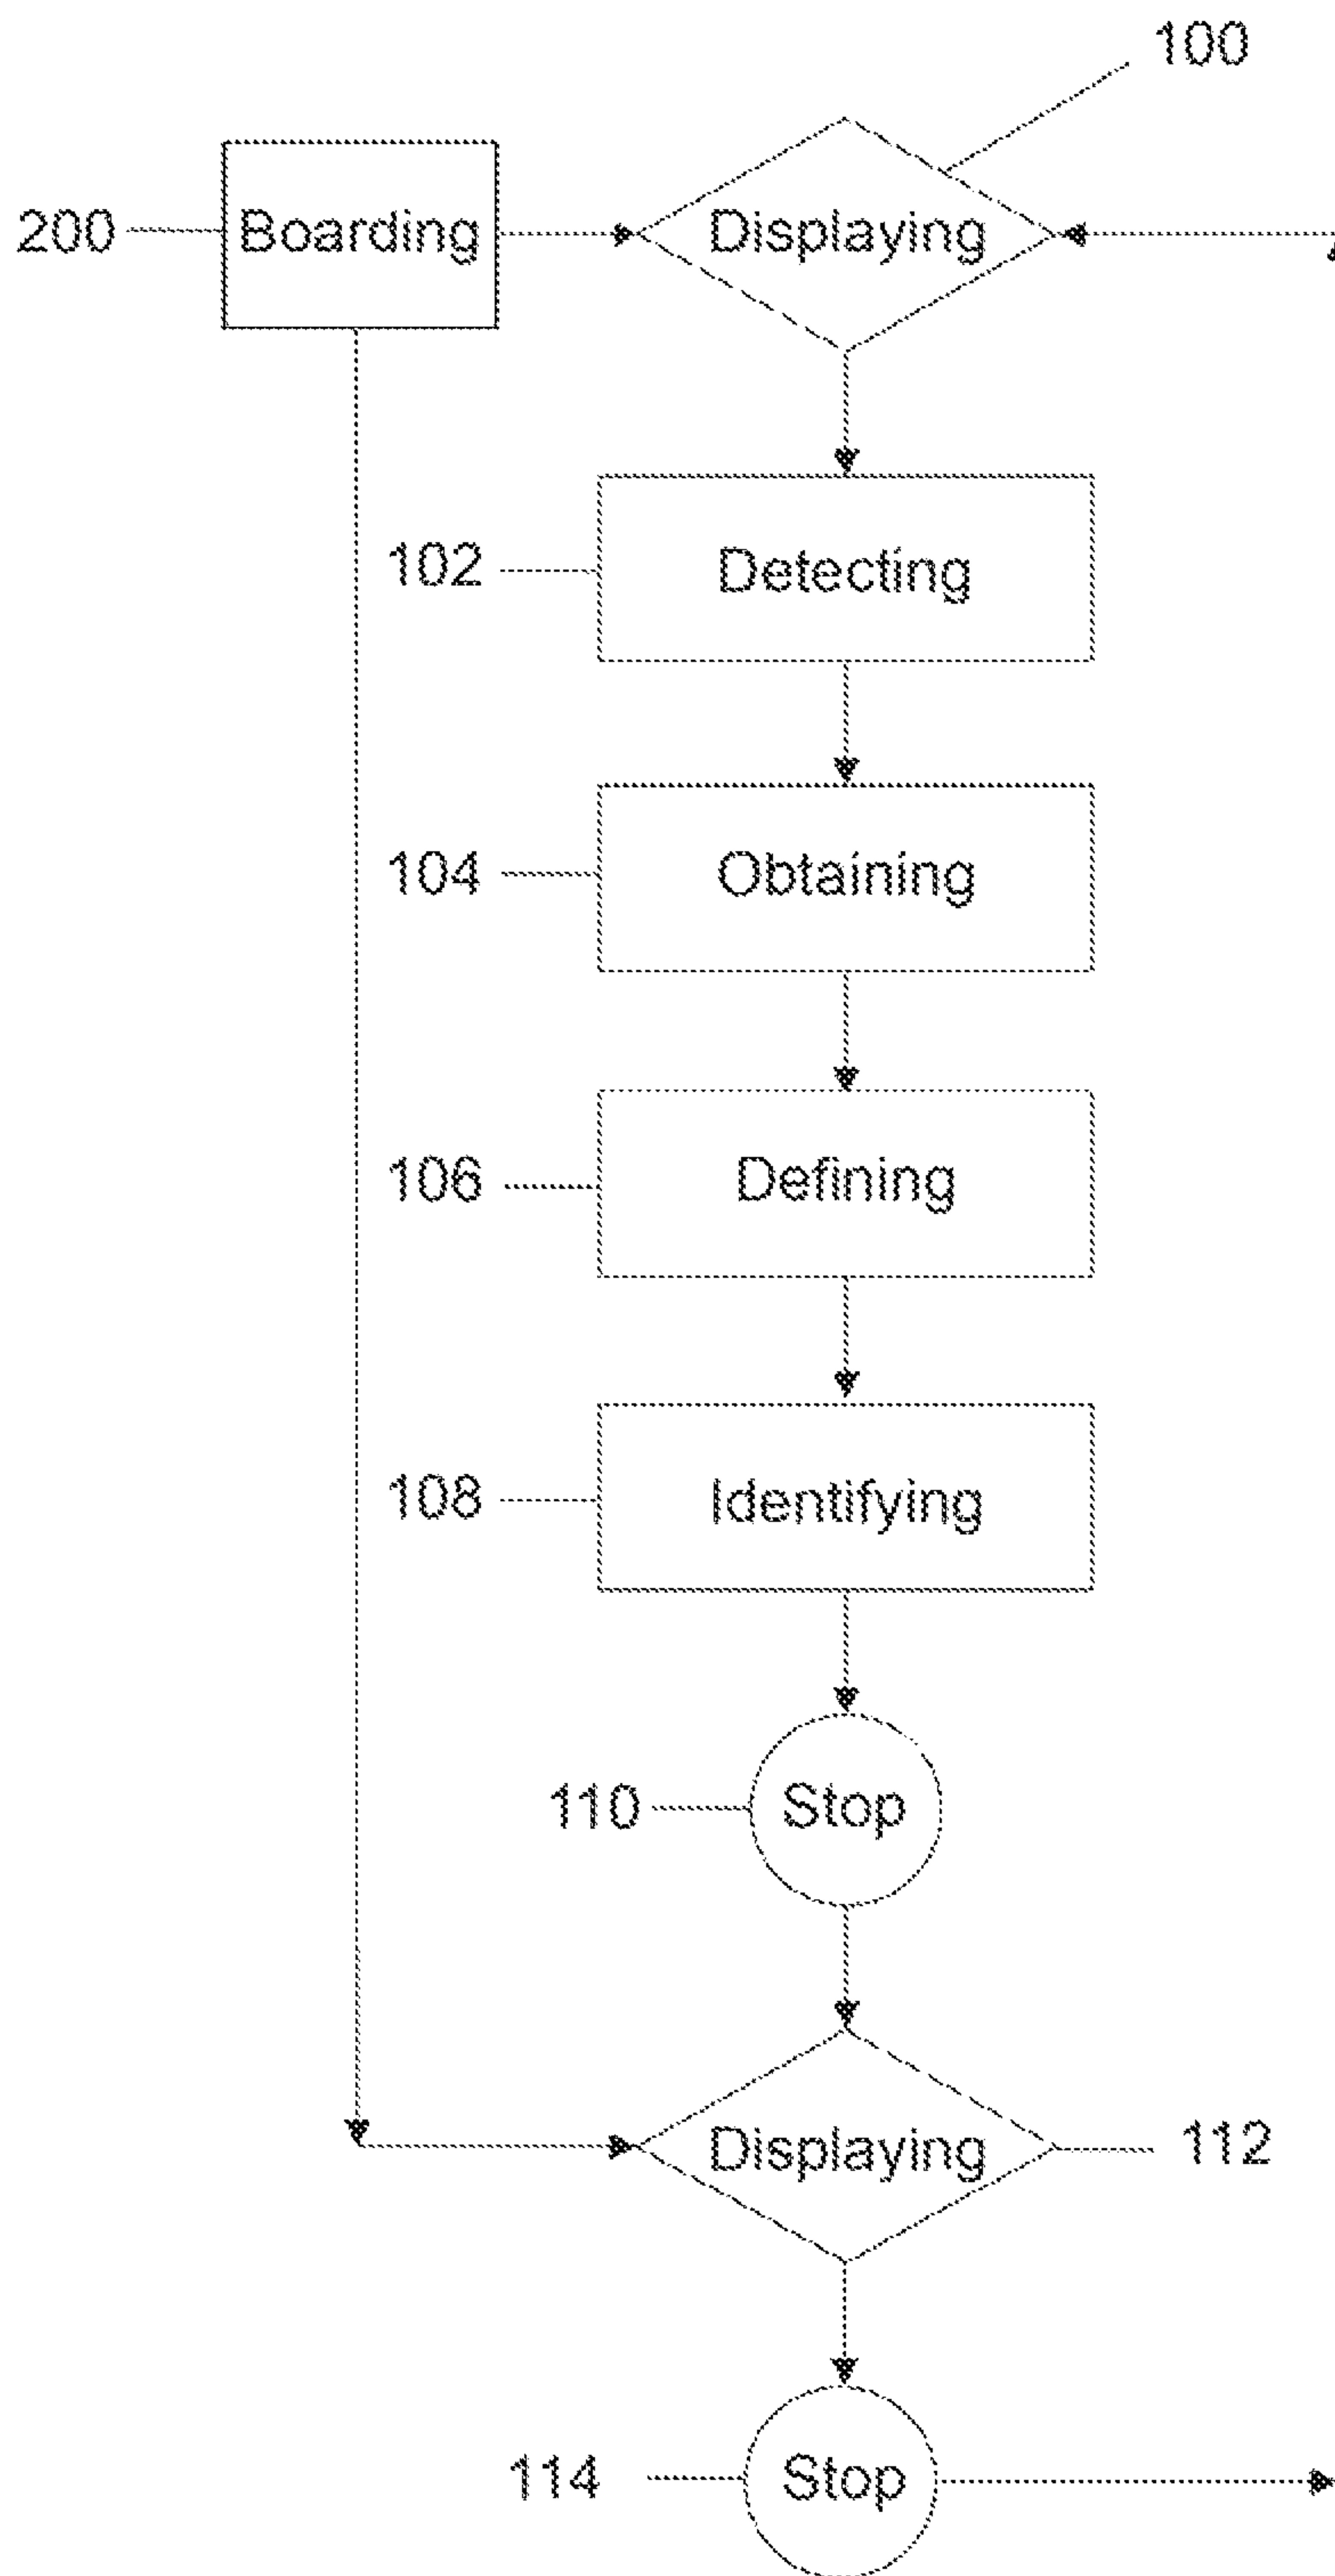 100
200 Boarding Displaying
102 Detecting
104 Obtaining
106 Defining
108 Identifying
110 Stop
Displaying 112
114 Stop